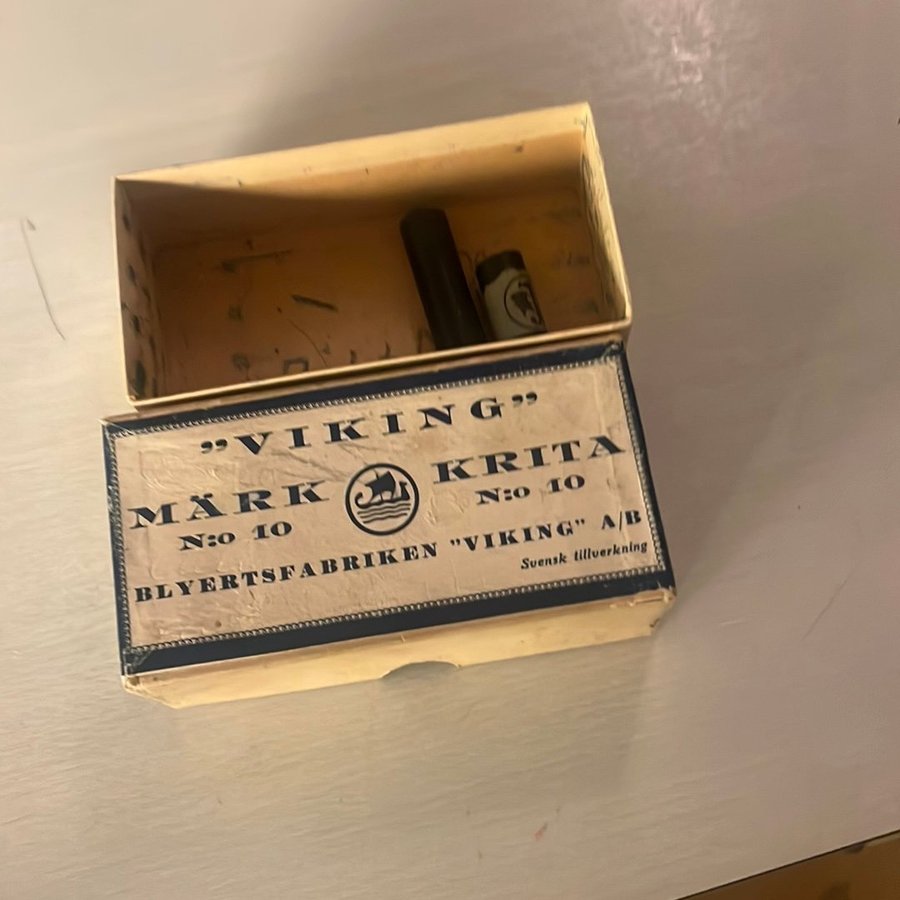 ”VIKING”
MÄRK KRITA
N:o 10 N:o 10
BLYERTSFABRIKEN ”VIKING” A/B
Svensk tillverkning